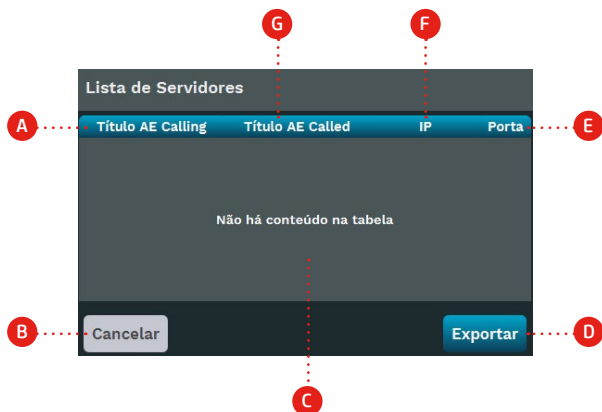 G F
Lista de Servidores
A Título AE Calling Título AE Called IP Porta E
Não há conteúdo na tabela
B Cancelar Exportar D
C